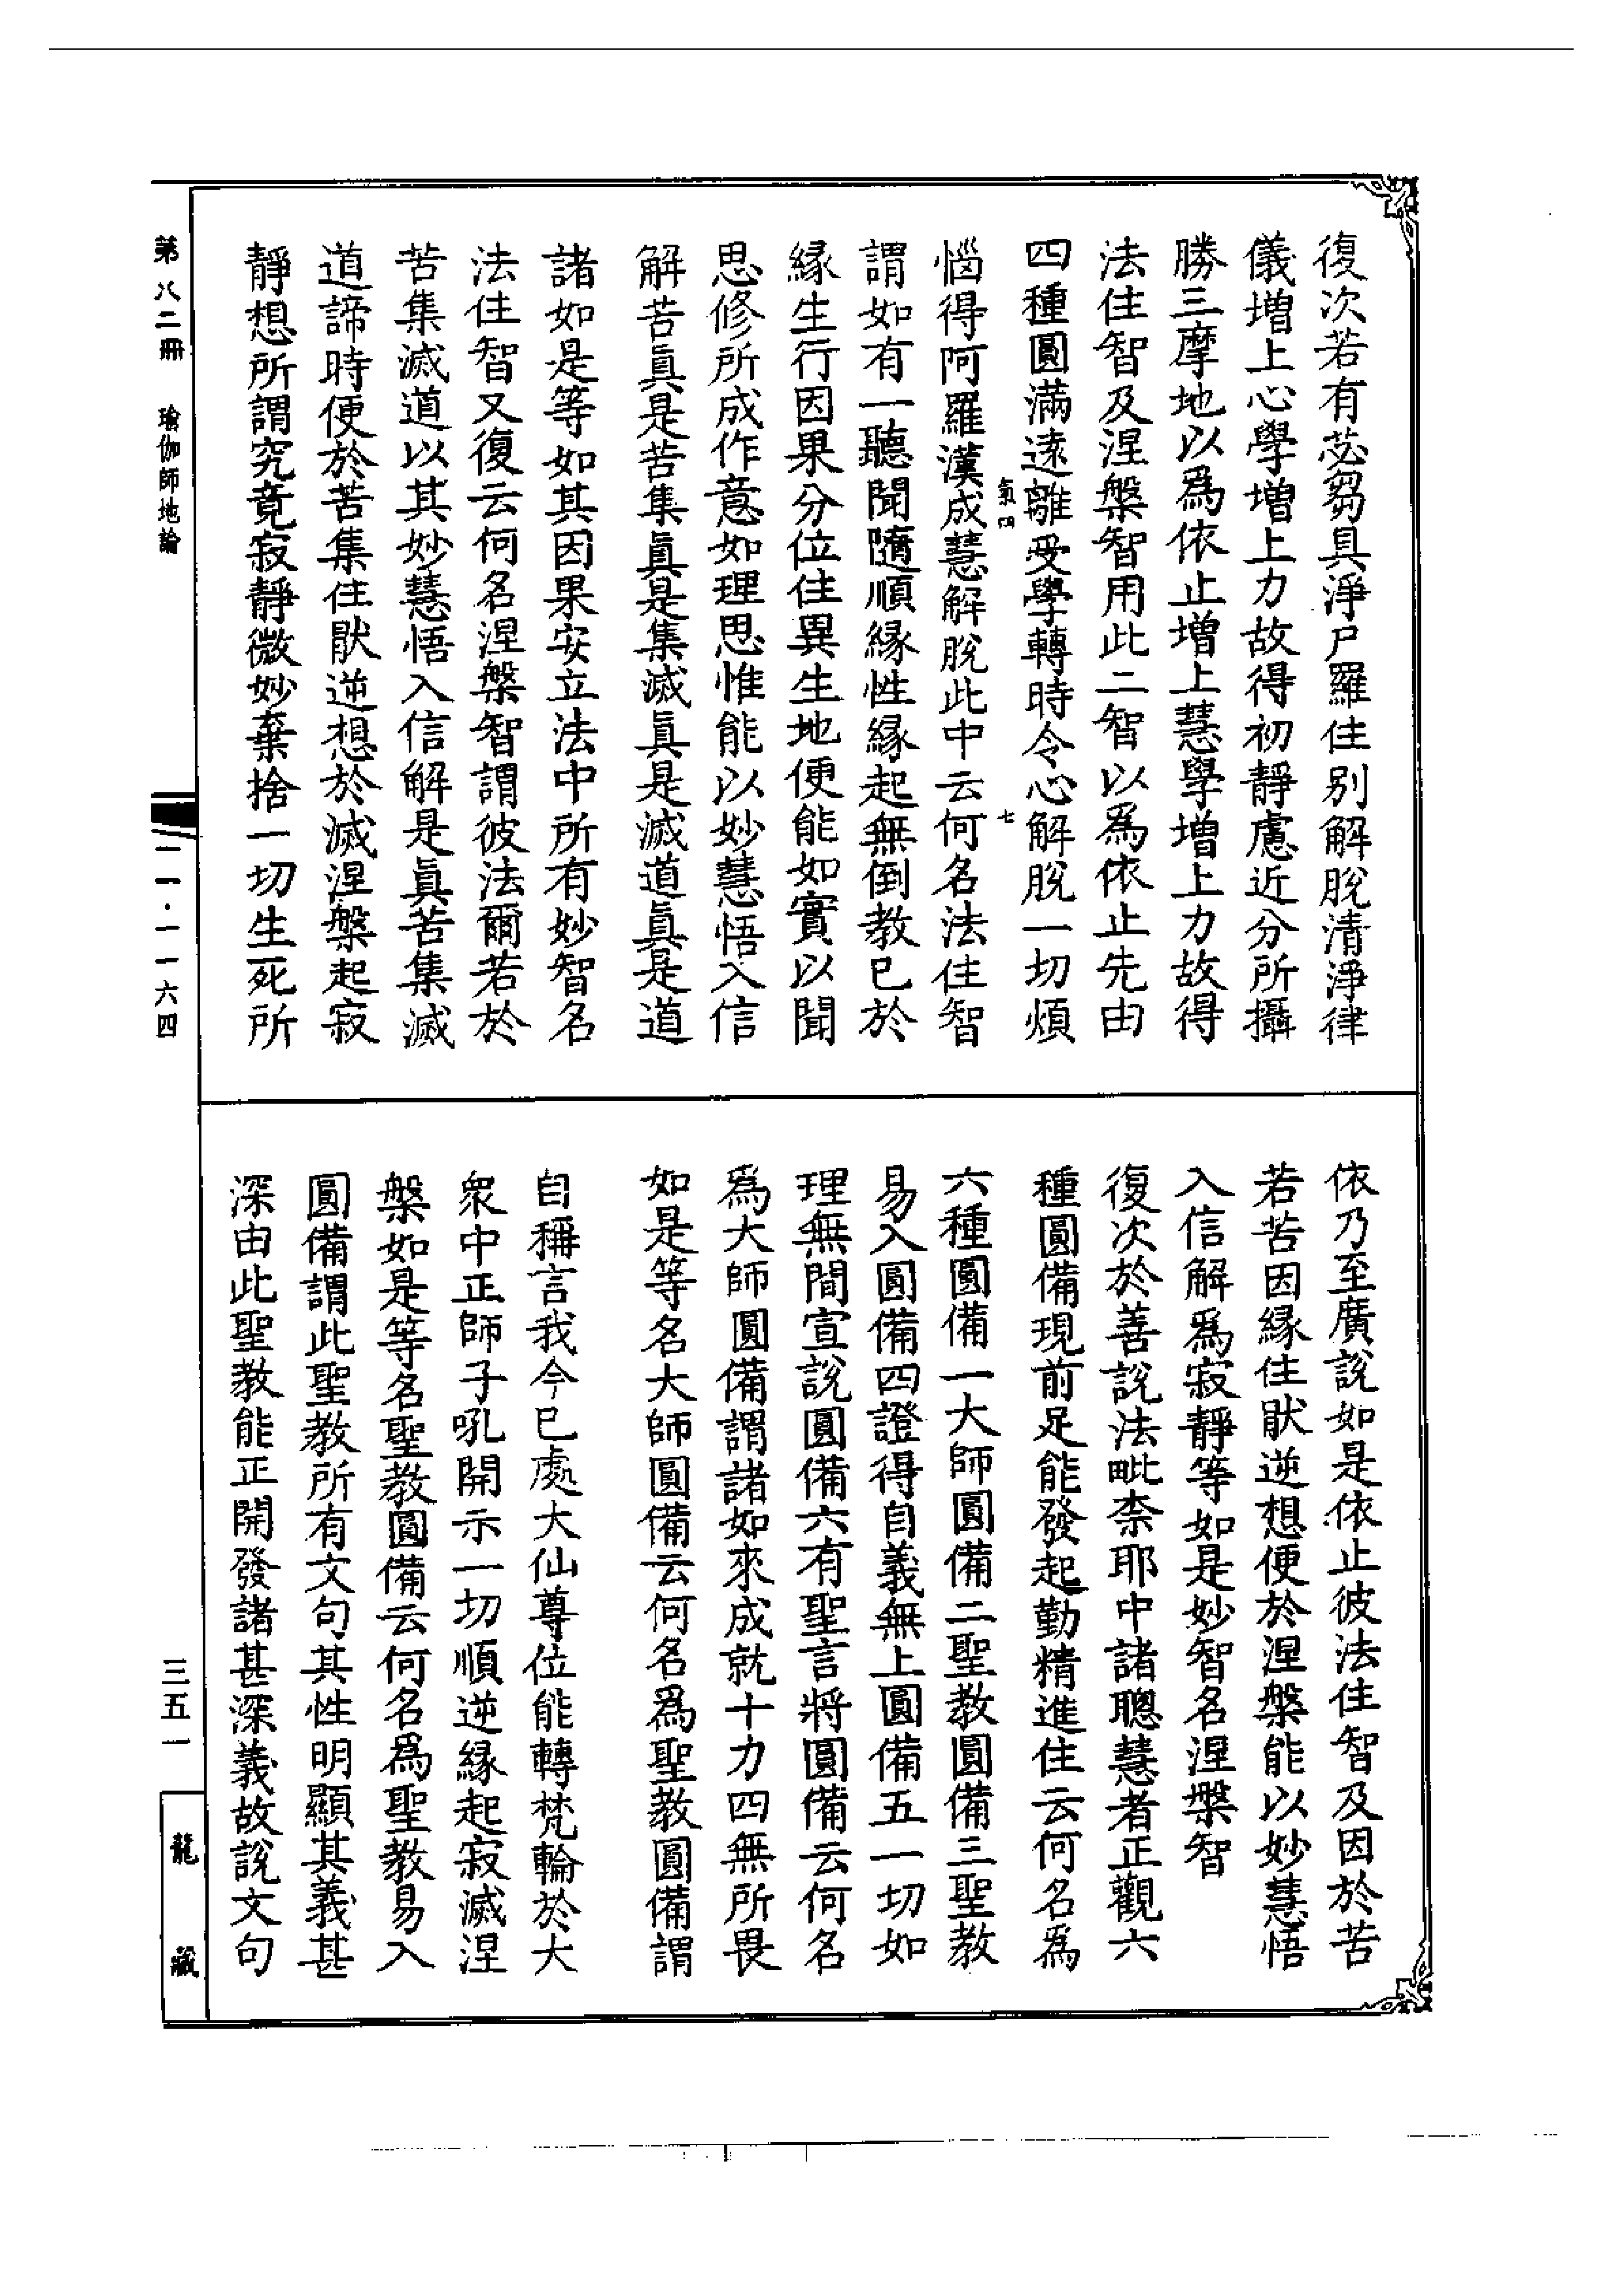 復次若有苾芻具淨尸羅住别解脫清淨律
儀增上心學增上力故得初靜慮近分所攝
勝三摩地以爲依止增上慧學增上力故得
法住智及涅槃智用此二智以爲依止先由
四種圓滿遠離受學轉時令心解脫一切煩
氣四
七
惱得阿羅漢成慧解脫此中云何名法住智
謂如有一聽聞隨順緣性緣起無倒教已於
緣生行因果分位住異生地便能如實以聞
思修所成作意如理思惟能以妙慧悟入信
解苦眞是苦集眞是集滅眞是滅道眞是道
諸如是等如其因果安立法中所有妙智名
法住智又復云何名涅槃智謂彼法爾若於
苦集滅道以其妙慧悟入信解是眞苦集滅
道諦時便於苦集住厭逆想於滅涅槃起寂
靜想所謂究竟寂靜微妙棄捨一切生死所
依乃至廣說如是依止彼法住智及因於苦
若苦因緣住厭逆想便於涅槃能以妙慧悟
入信解爲寂靜等如是妙智名涅槃智
復次於善說法毗柰耶中諸聰慧者正觀六
種圓備現前足能發起勤精進住云何名爲
六種圓備一大師圓備二聖教圓備三聖教
易入圓備四證得自義無上圓備五一切如
理無間宣說圓備六有聖言將圓備云何名
爲大師圓備謂諸如來成就十力四無所畏
如是等名大師圓備云何名爲聖教圓備謂
自稱言我今已處大仙尊位能轉梵輪於大
衆中正師子吼開示一切順逆緣起寂滅涅
槃如是等名聖教圓備云何名爲聖教易入
圓備謂此聖教所有文句其性明顯其義甚
深由此聖教能正開發諸甚深義故說文句
第八二冊 瑜伽師地論
二一·一一六四
三五一
龍藏